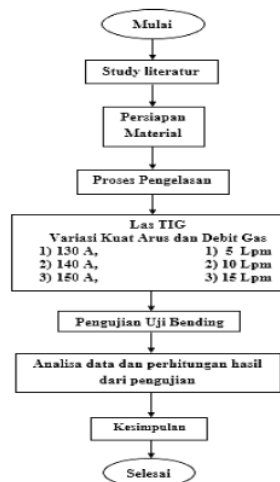 Mulai
Study literatur
Persiapan
Material
Proses Pengelasan
Las TIG
Variasi Kuat Arus dan Debit Gas
1) 130 A, 1) 5 Lpm
2) 140 A, 2) 10 Lpm
3) 150 A, 3) 15 Lpm
Pengujian Uji Bending
Analisa data dan perhitungan hasil
dari pengujian
Kesimpulan
Selesai